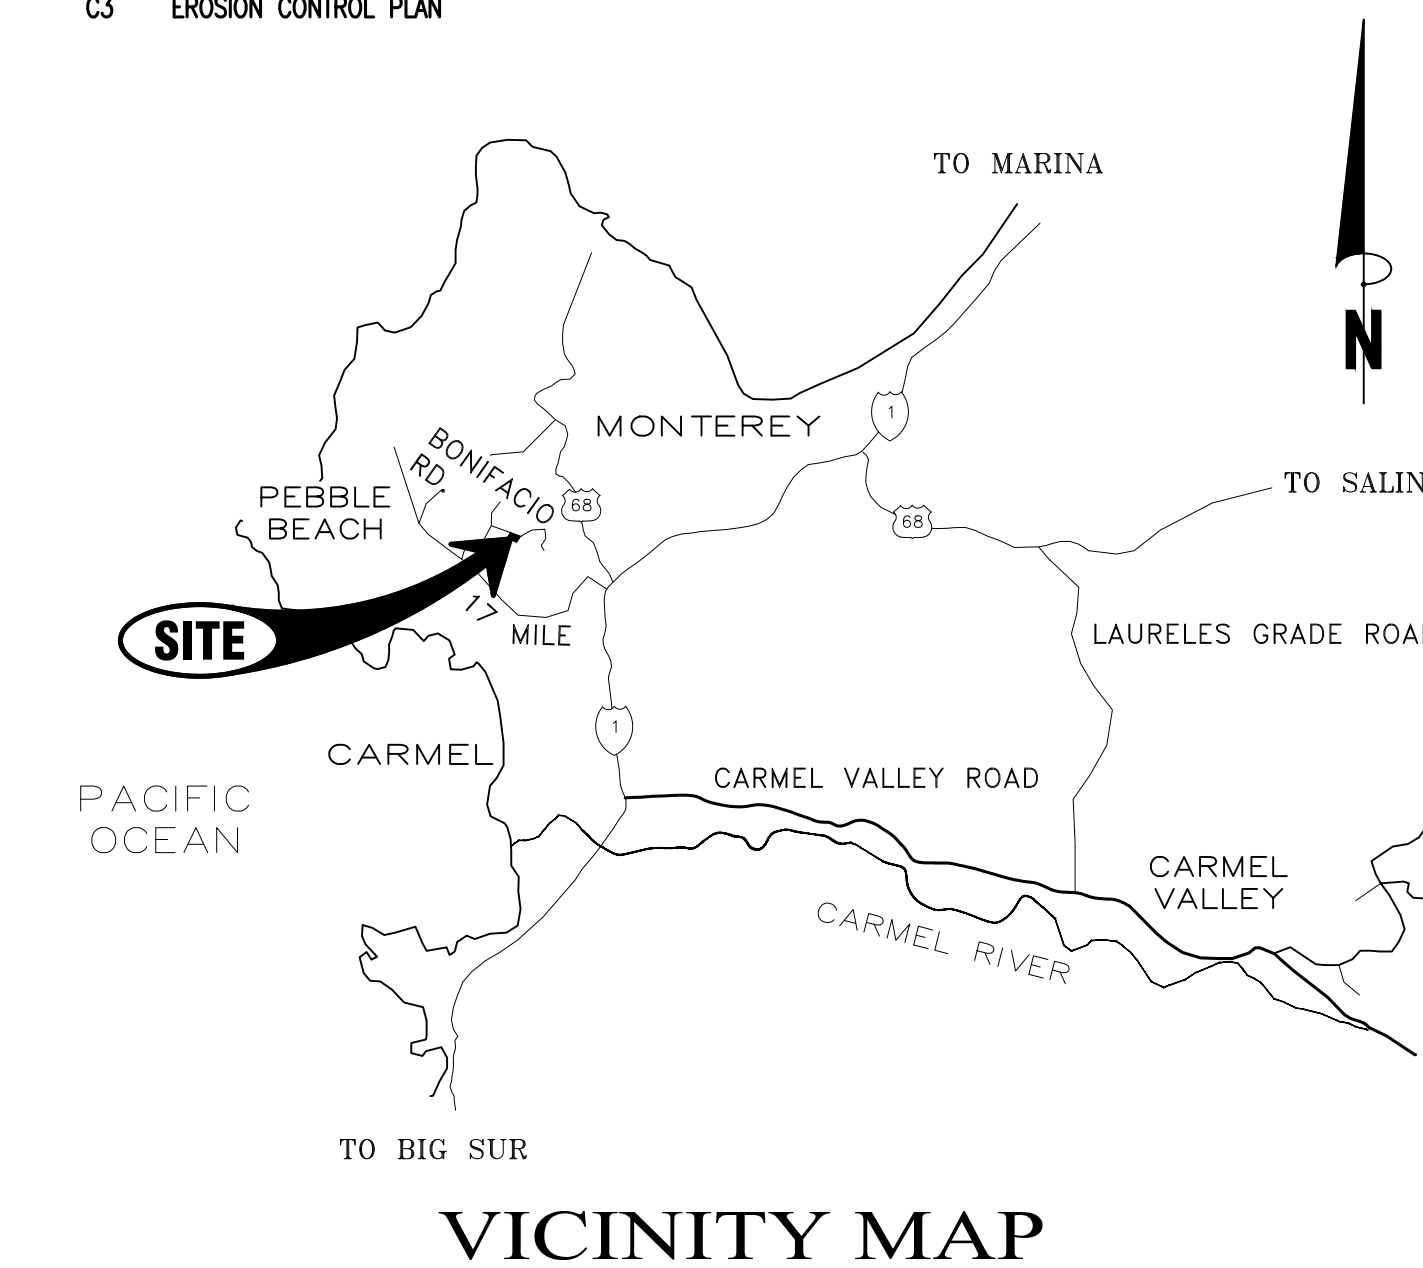 C3 EROSION CONTROL PLAN
TO MARINA
N
1
MONTEREY
BONIFACIO
RD.
TO SALIN
PEBBLE
BEACH
68
68
SITE
17
MILE
LAURELES GRADE ROA
1
CARMEL
CARMEL VALLEY ROAD
PACIFIC
OCEAN
CARMEL
VALLEY
CARMEL RIVER
TO BIG SUR
VICINITY MAP